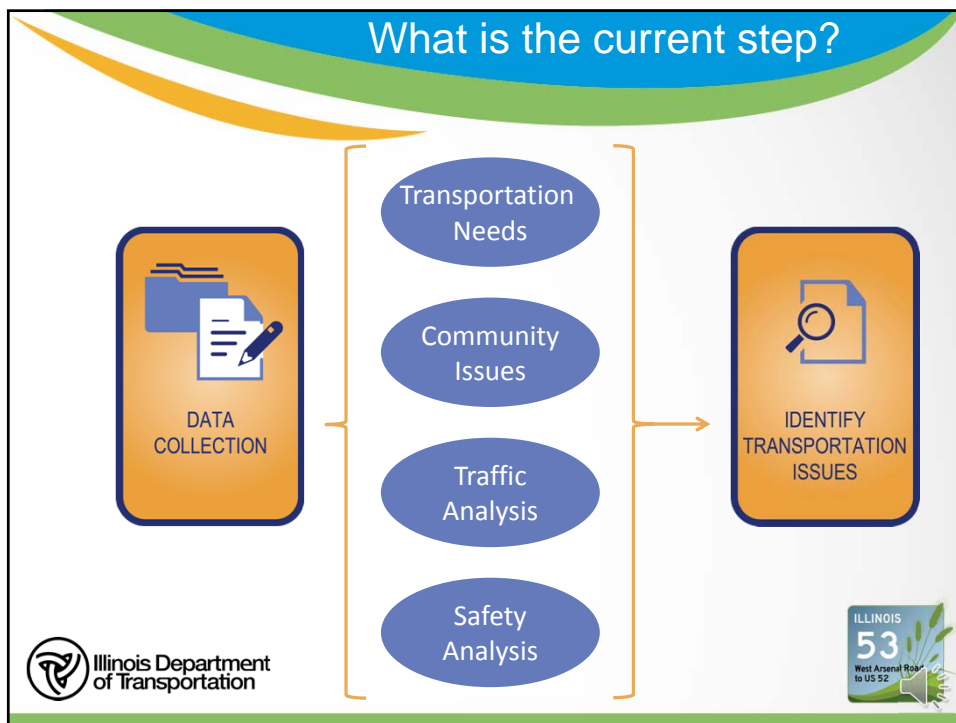 What is the current step?
Transportation
Needs
Community
Issues
Traffic
Analysis
Safety
Analysis
DATA
COLLECTION
IDENTIFY
TRANSPORTATION
ISSUES
Illinois Department
of Transportation
ILLINOIS
53
West Arsenal Road
to US 52